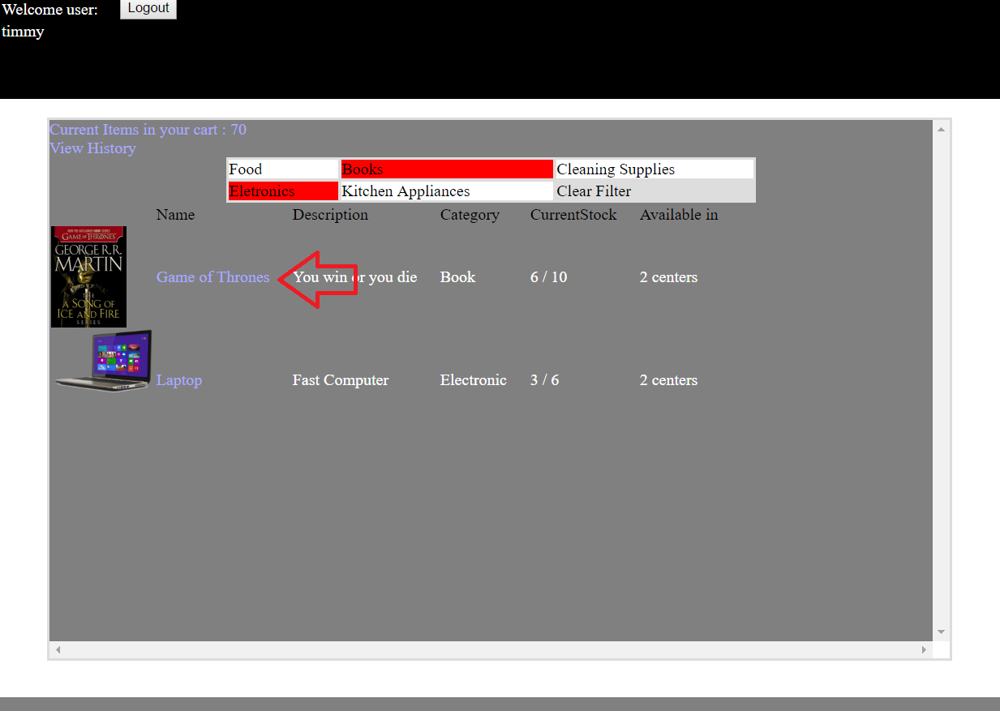 Welcome user: Logout
timmy
Current Items in your cart : 70
View History
Food Books Cleaning Supplies
Eletronics Kitchen Appliances Clear Filter
Name Description Category CurrentStock Available in
GAME OF THRONES
GEORGE R.R.
MARTIN
THE
A SONG OF
ICE AND FIRE
SERIES
Game of Thrones You win or you die Book 6 / 10 2 centers
Laptop Fast Computer Electronic 3 / 6 2 centers